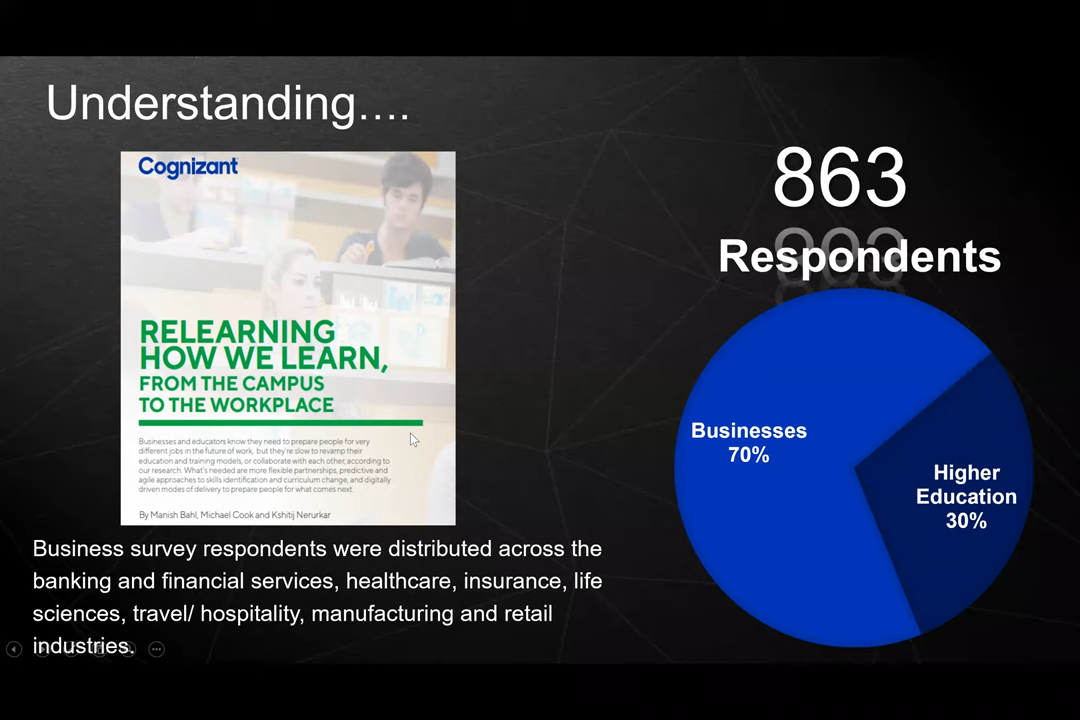 Understanding....
Cognizant
RELEARNING
HOW WE LEARN,
FROM THE CAMPUS
TO THE WORKPLACE
Businesses and educators know they need to prepare people for very
different jobs in the future of work, but they're slow to revamp their
education and training models, or collaborate with each other, according to
our research. What's needed are more flexible partnerships, predictive and
agile approaches to skills identification and curriculum change, and digitally
driven modes of delivery to prepare people for what comes next.
By Manish Bahl, Michael Cook and Kshitij Nerurkar
Business survey respondents were distributed across the
banking and financial services, healthcare, insurance, life
sciences, travel/ hospitality, manufacturing and retail
industries.
863
Respondents
Businesses
70%
Higher
Education
30%